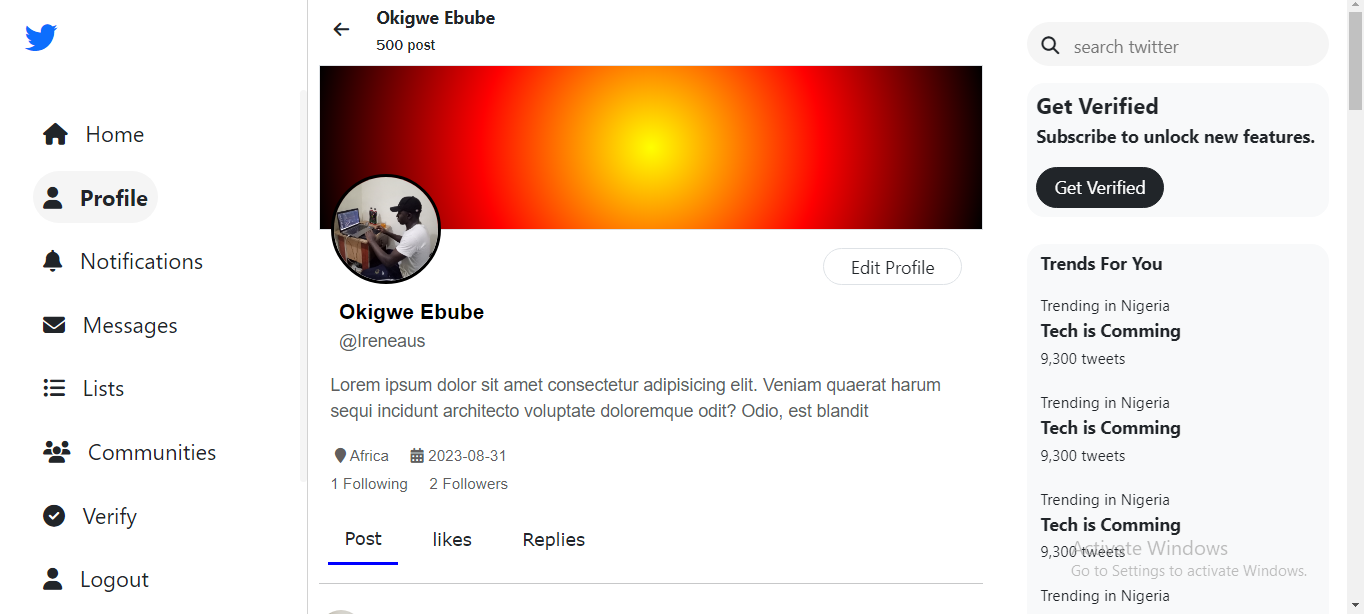 Home
Profile
Notifications
Messages
Lists
Communities
Verify
Logout
Okigwe Ebube
500 post
Edit Profile
Okigwe Ebube
@Ireneaus
Lorem ipsum dolor sit amet consectetur adipisicing elit. Veniam quaerat harum
sequi incidunt architecto voluptate doloremque odit? Odio, est blandit
Africa 2023-08-31
1 Following 2 Followers
Post likes Replies
search twitter
Get Verified
Subscribe to unlock new features.
Get Verified
Trends For You
Trending in Nigeria
Tech is Comming
9,300 tweets
Trending in Nigeria
Tech is Comming
9,300 tweets
Trending in Nigeria
Tech is Comming
9,300 tweets
Activate Windows
Go to Settings to activate Windows.
Trending in Nigeria